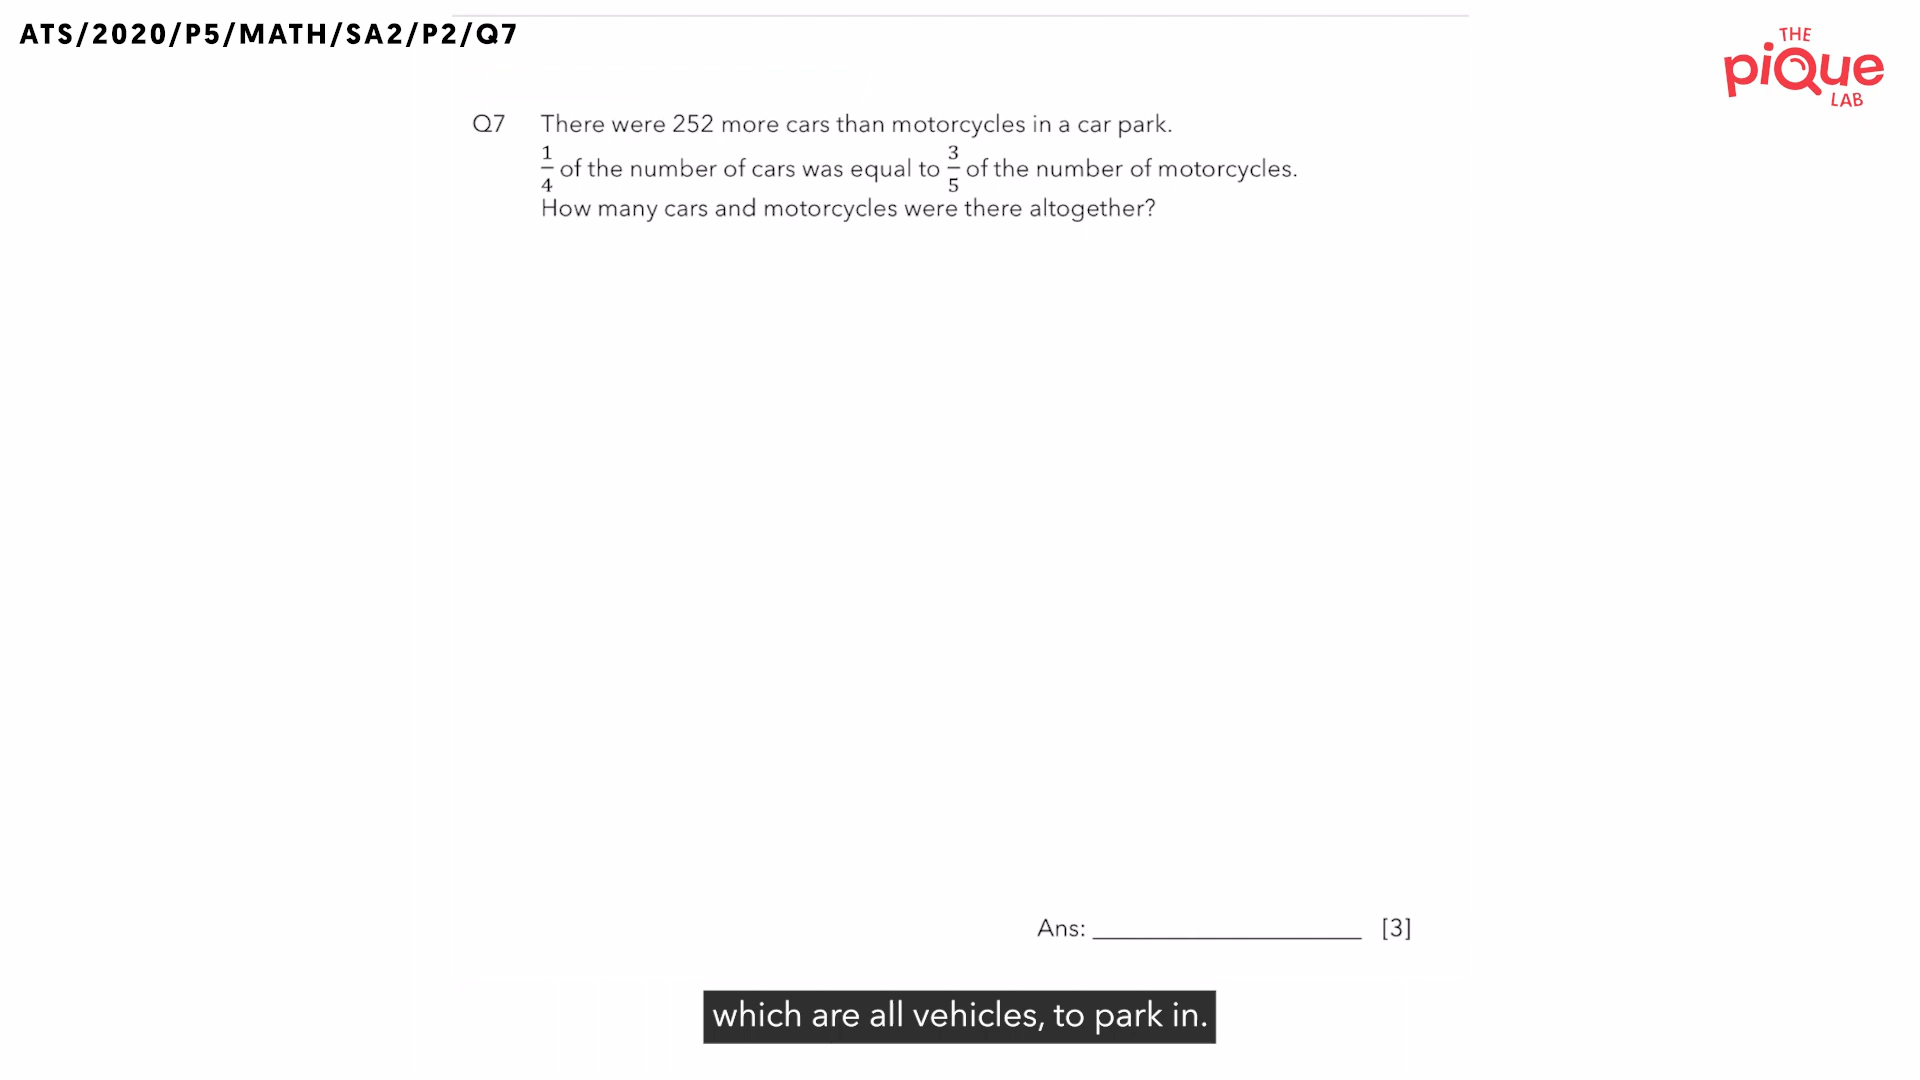 ATS/2020/P5/MATH/SA2/P2/Q7
THE
piQue
LAB
Q7 There were 252 more cars than motorcycles in a car park.
1/4 of the number of cars was equal to 3/5 of the number of motorcycles.
How many cars and motorcycles were there altogether?
Ans: ____________________ [3]
which are all vehicles, to park in.